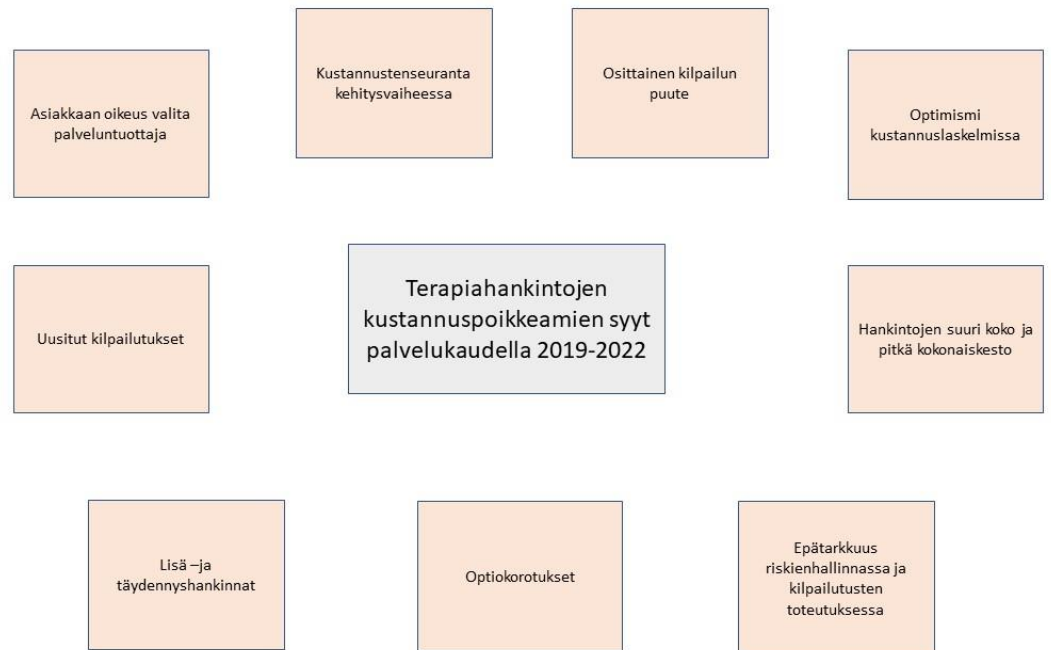 Kustannustenseuranta
kehitysvaiheessa
Osittainen kilpailun
puute
Asiakkaan oikeus valita
palveluntuottaja
Optimismi
kustannuslaskelmissa
Terapiahankintojen
kustannuspoikkeamien syyt
palvelukaudella 2019-2022
Uusitut kilpailutukset
Hankintojen suuri koko ja
pitkä kokonaiskesto
Lisä –ja
täydennyshankinnat
Optiokorotukset
Epätarkkuus
riskienhallinnassa ja
kilpailutusten
toteutuksessa